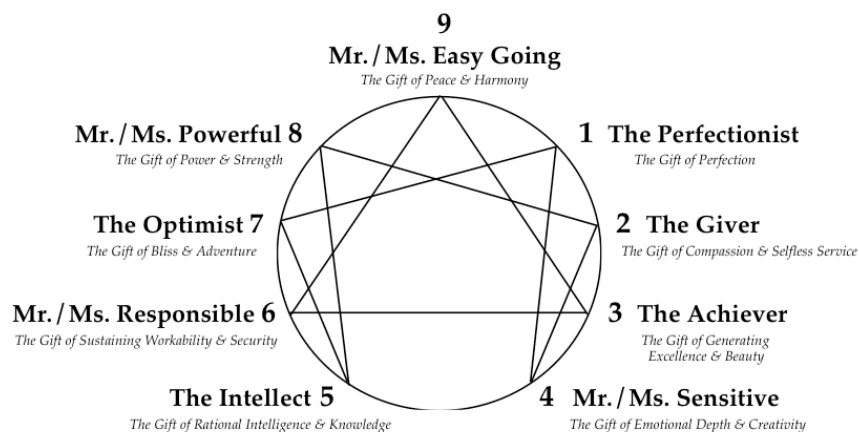 9
Mr./Ms. Easy Going
The Gift of Peace & Harmony
Mr./Ms. Powerful 8
The Gift of Power & Strength
1 The Perfectionist
The Gift of Perfection
The Optimist 7
The Gift of Bliss & Adventure
2 The Giver
The Gift of Compassion & Selfless Service
Mr./Ms. Responsible 6
The Gift of Sustaining Workability & Security
3 The Achiever
The Gift of Generating
Excellence & Beauty
The Intellect 5
The Gift of Rational Intelligence & Knowledge
4 Mr./Ms. Sensitive
The Gift of Emotional Depth & Creativity